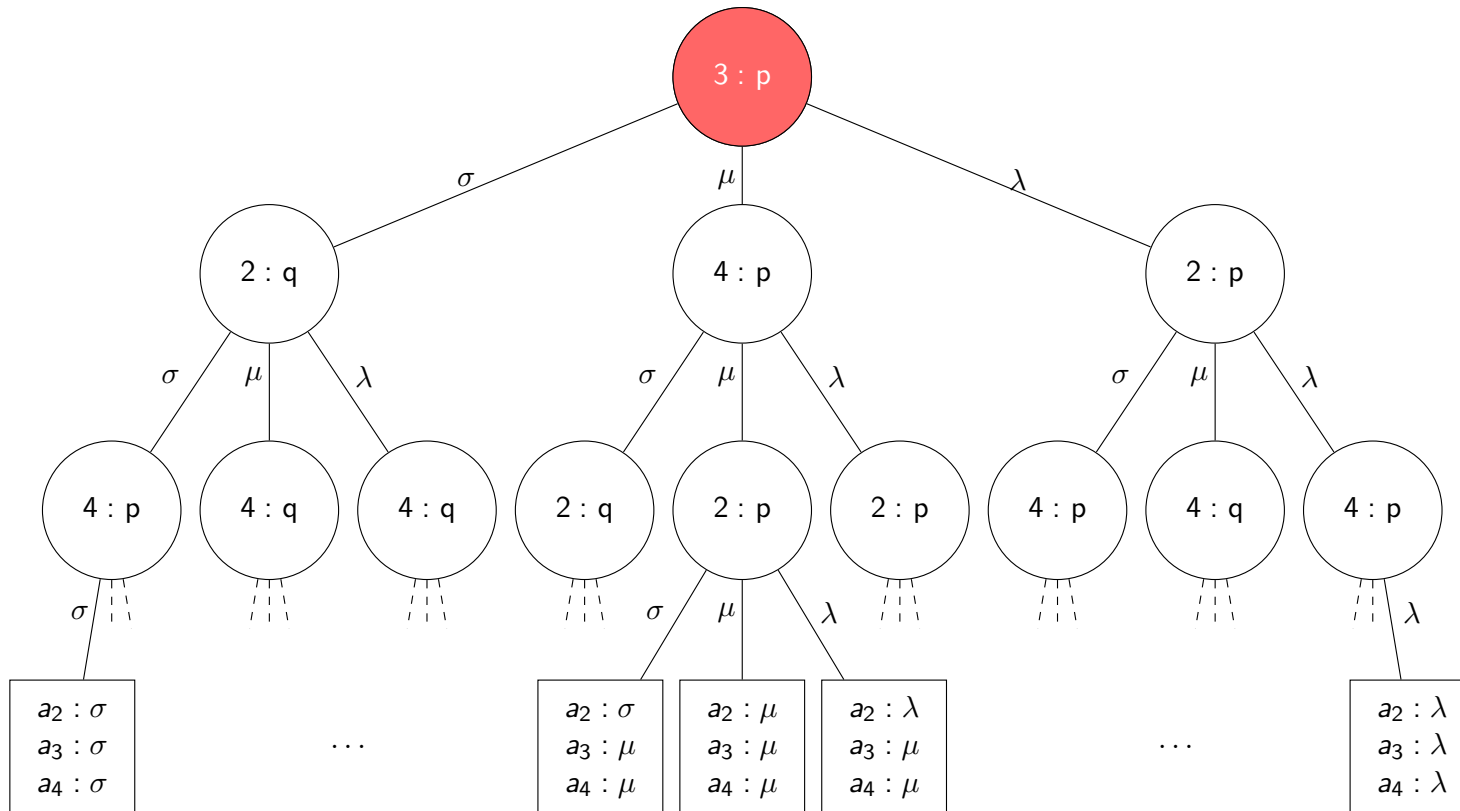 3 : p
σ
μ
λ
2 : q
4 : p
2 : p
σ
μ
λ
σ
μ
λ
σ
μ
λ
4 : p
4 : q
4 : q
2 : q
2 : p
2 : p
4 : p
4 : q
4 : p
σ
σ
μ
λ
λ
a₂ : σ
a₃ : σ
a₄ : σ
...
a₂ : σ
a₃ : μ
a₄ : μ
a₂ : μ
a₃ : μ
a₄ : μ
a₂ : λ
a₃ : μ
a₄ : μ
...
a₂ : λ
a₃ : λ
a₄ : λ